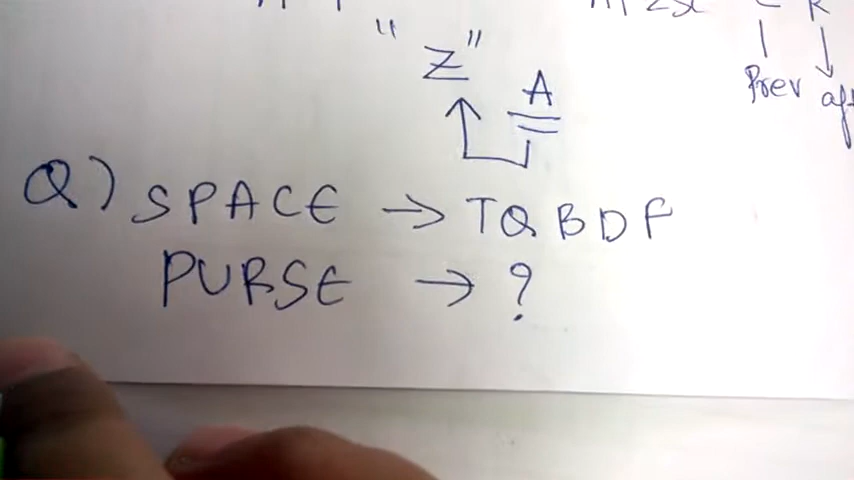 "Z"
A
Prev
Q) SPACE → TQBDF
PURSE → ?